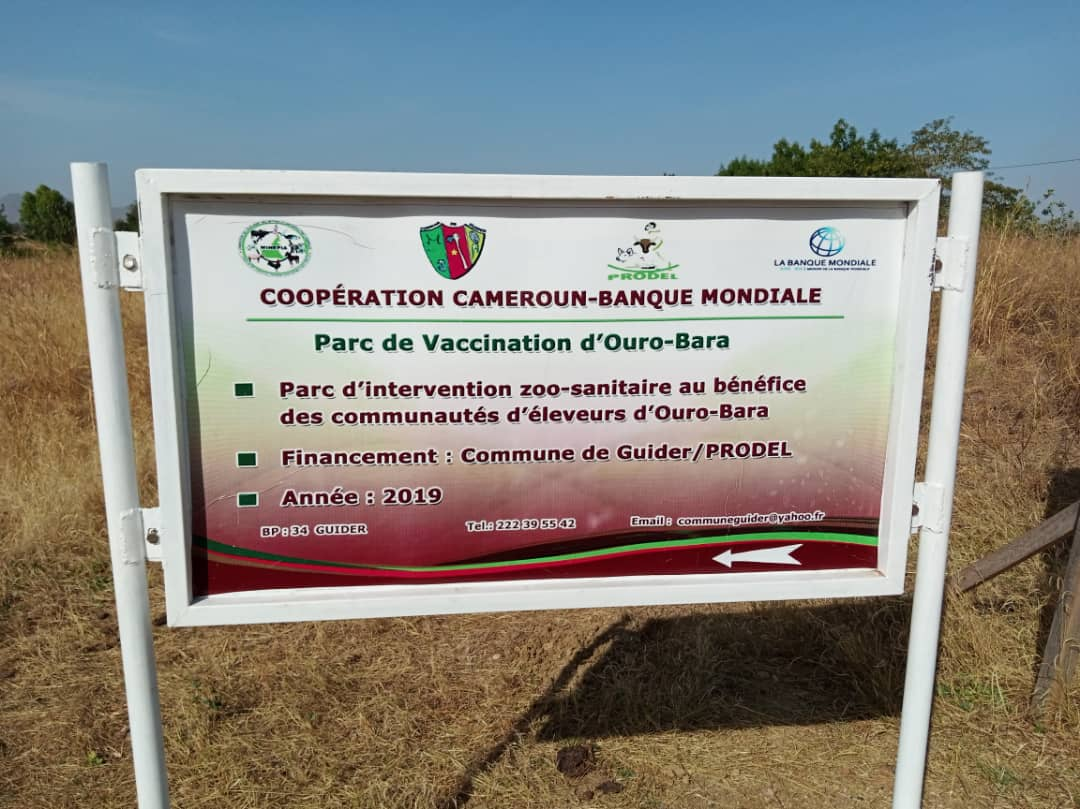 MINEPIA
PRODEL
LA BANQUE MONDIALE
COOPÉRATION CAMEROUN-BANQUE MONDIALE
Parc de Vaccination d'Ouro-Bara
Parc d'intervention zoo-sanitaire au bénéfice
des communautés d'éleveurs d'Ouro-Bara
Financement : Commune de Guider/PRODEL
Année : 2019
BP : 34 GUIDER
Tel.: 222 39 55 42
Email : communeguider@yahoo.fr